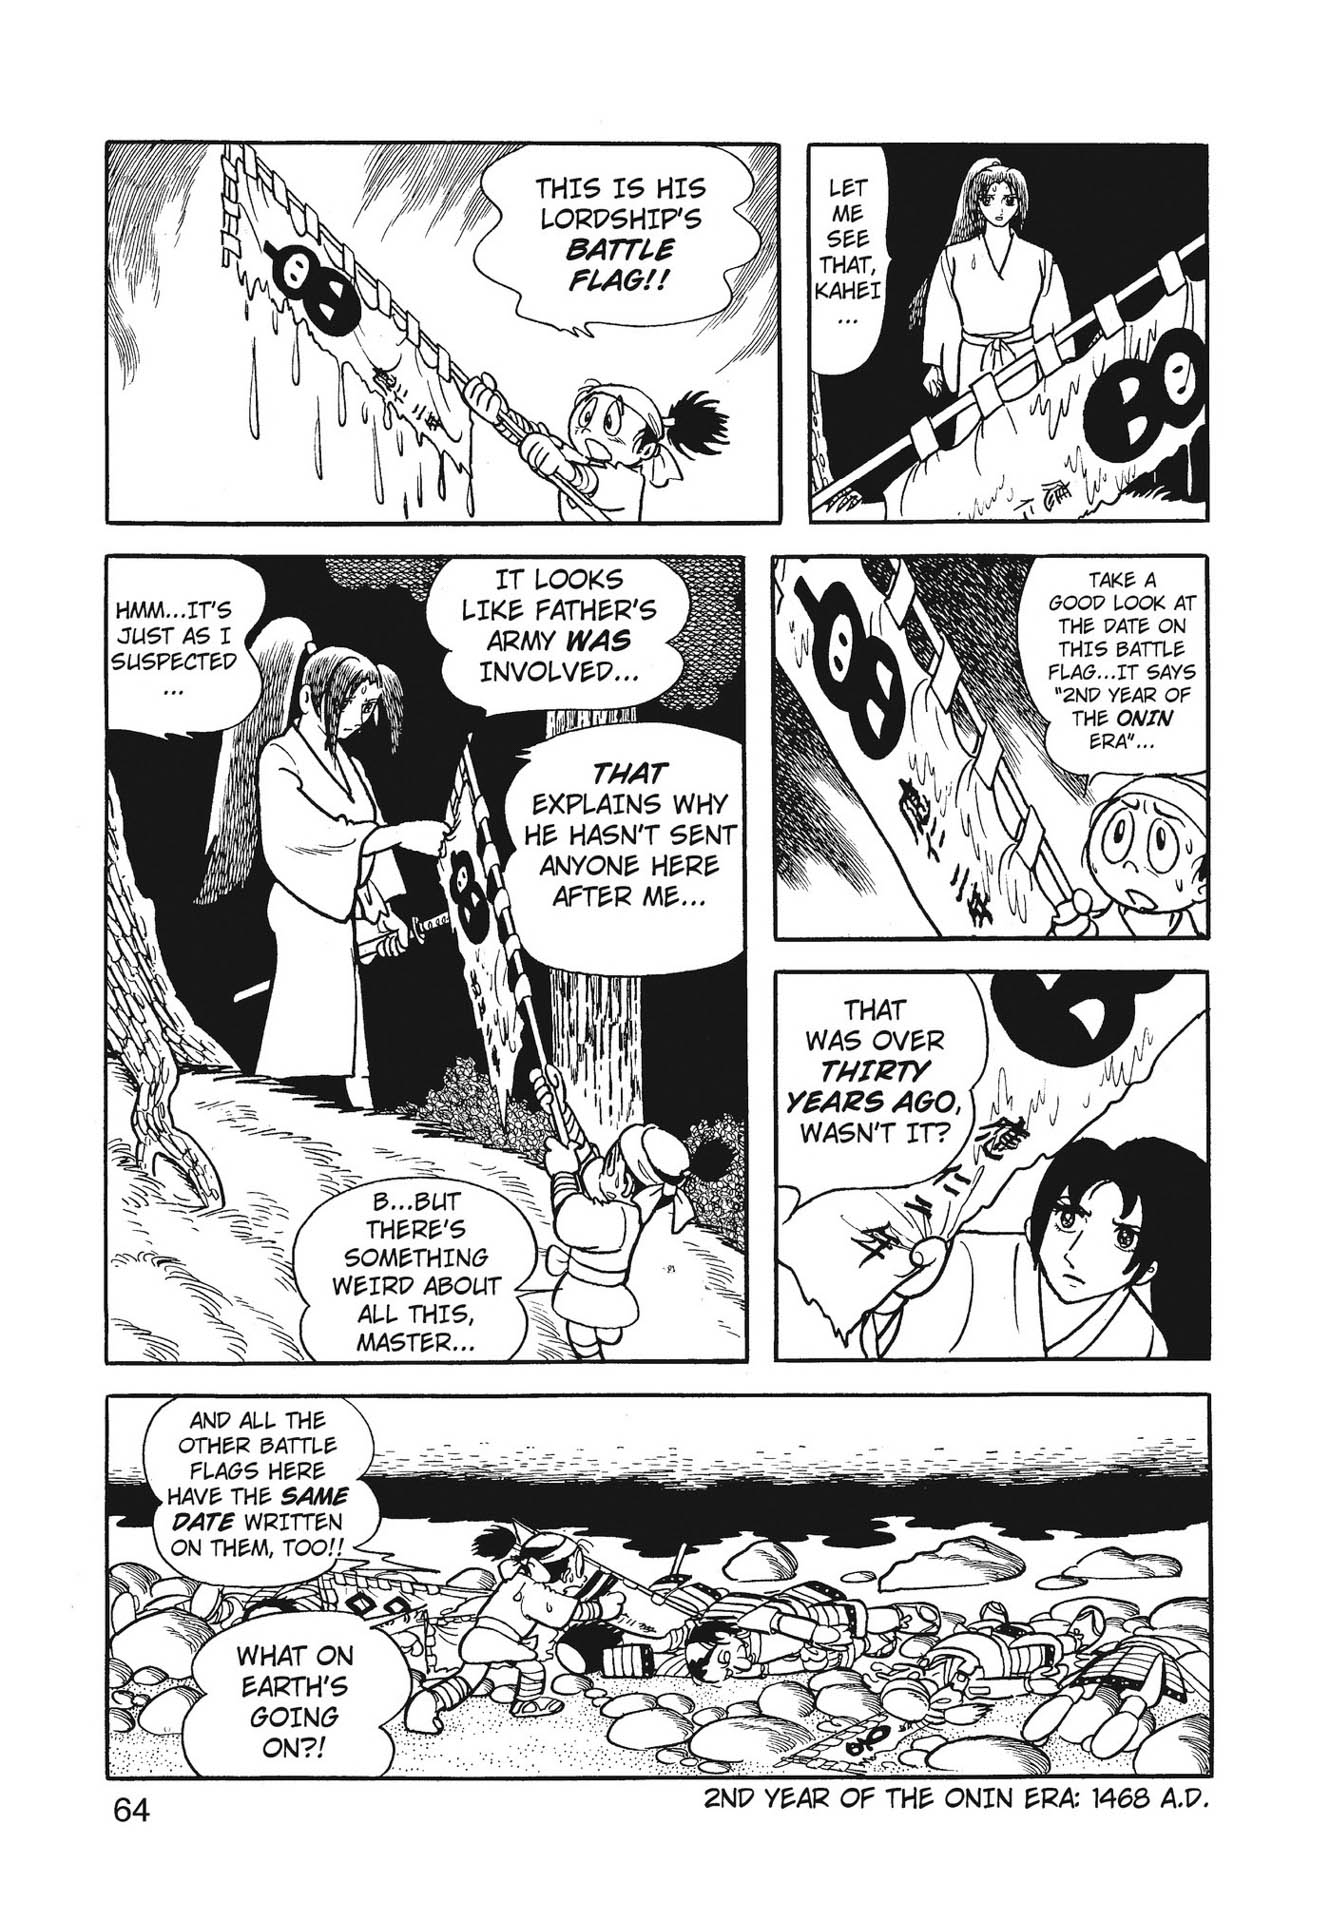 THIS IS HIS
LORDSHIP'S
BATTLE
FLAG!!
LET
ME
SEE
THAT,
KAHEI
...
HMM...IT'S
JUST AS I
SUSPECTED
...
IT LOOKS
LIKE FATHER'S
ARMY WAS
INVOLVED...
THAT
EXPLAINS WHY
HE HASN'T SENT
ANYONE HERE
AFTER ME...
B...BUT
THERE'S
SOMETHING
WEIRD ABOUT
ALL THIS,
MASTER...
TAKE A
GOOD LOOK AT
THE DATE ON
THIS BATTLE
FLAG...IT SAYS
"2ND YEAR OF
THE ONIN
ERA"...
THAT
WAS OVER
THIRTY
YEARS AGO,
WASN'T IT?
AND ALL THE
OTHER BATTLE
FLAGS HERE
HAVE THE SAME
DATE WRITTEN
ON THEM, TOO!!
WHAT ON
EARTH'S
GOING
ON?!
64
2ND YEAR OF THE ONIN ERA: 1468 A.D.